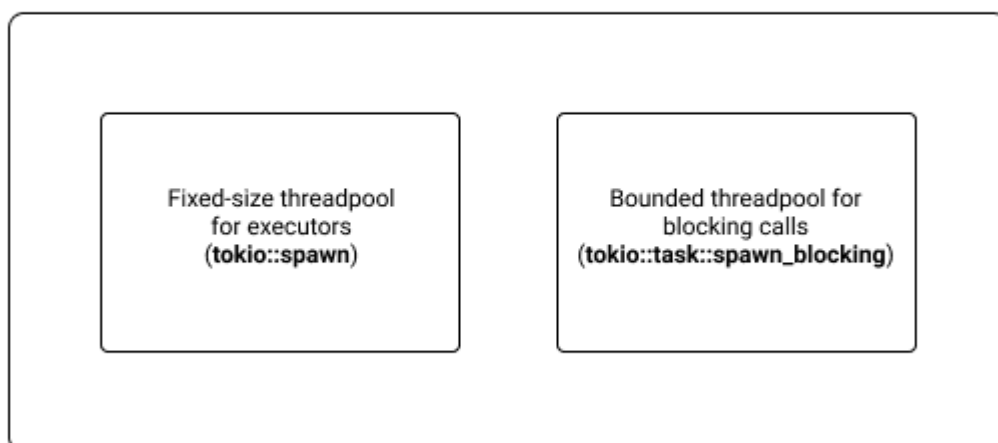 Fixed-size threadpool
for executors
(tokio::spawn)
Bounded threadpool for
blocking calls
(tokio::task::spawn_blocking)